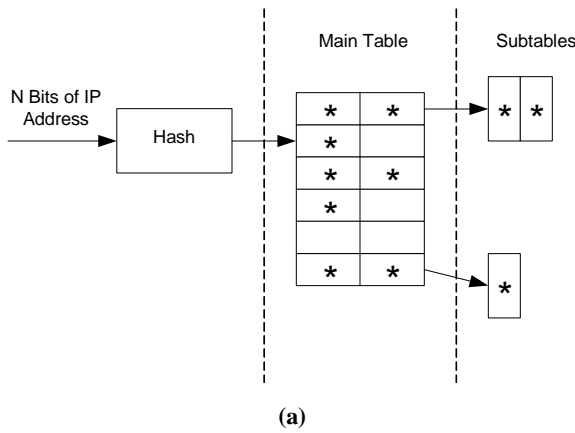 Main Table
Subtables
N Bits of IP
Address
Hash
* *
* *
*
* *
*
* *
*
(a)